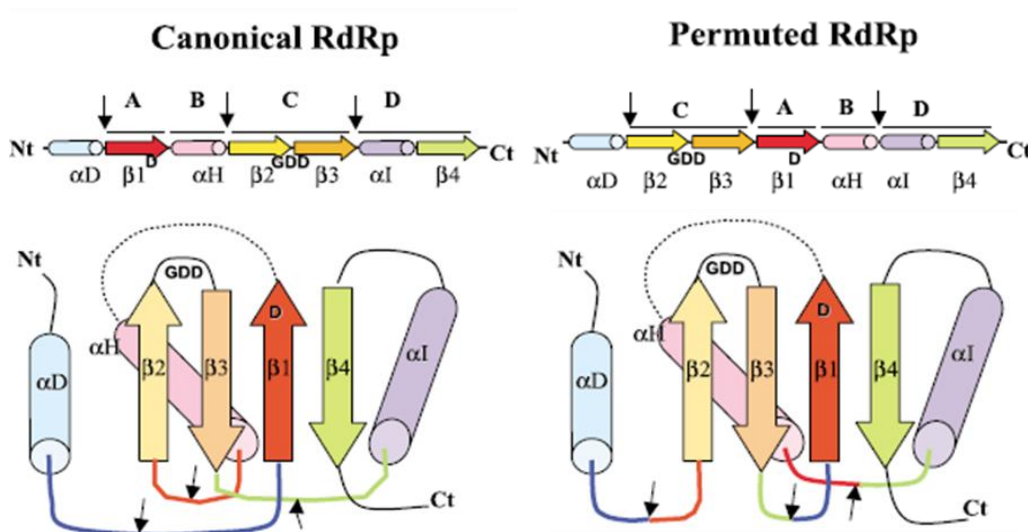 Canonical RdRp
A B C D
Nt D GDD Ct
αD β1 αH β2 β3 αI β4
Nt
GDD
D
αH
αD β2 β3 β1 β4 αI
Ct
Permuted RdRp
C A B D
Nt GDD D Ct
αD β2 β3 β1 αH αI β4
Nt
GDD
D
αH
αD β2 β3 β1 β4 αI
Ct